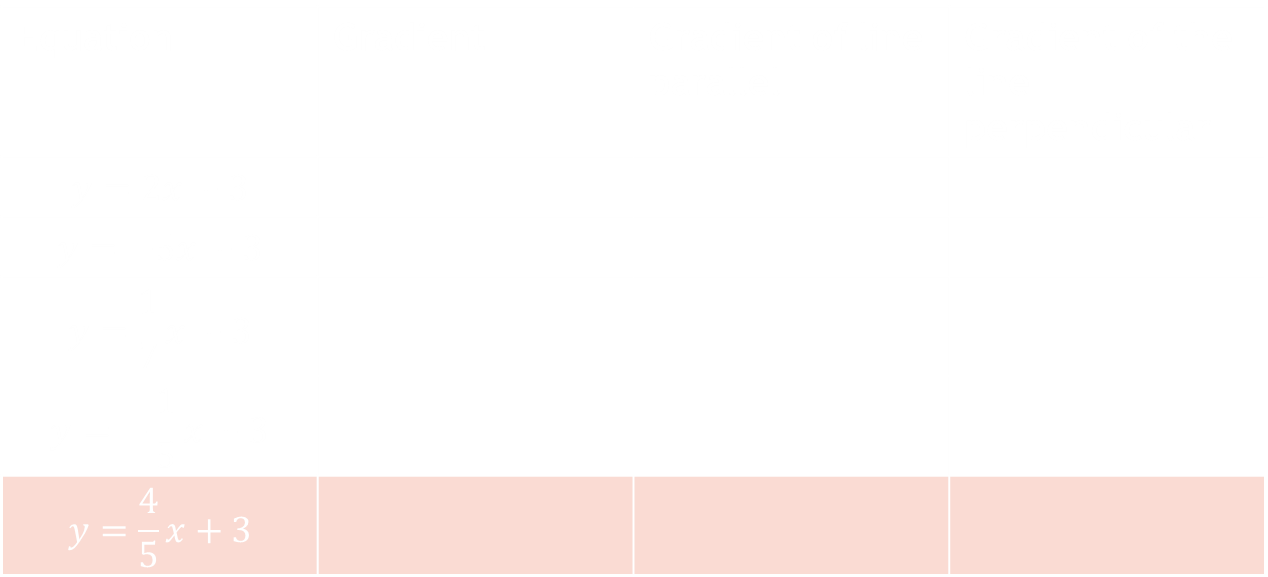 y = 4/5 x + 3